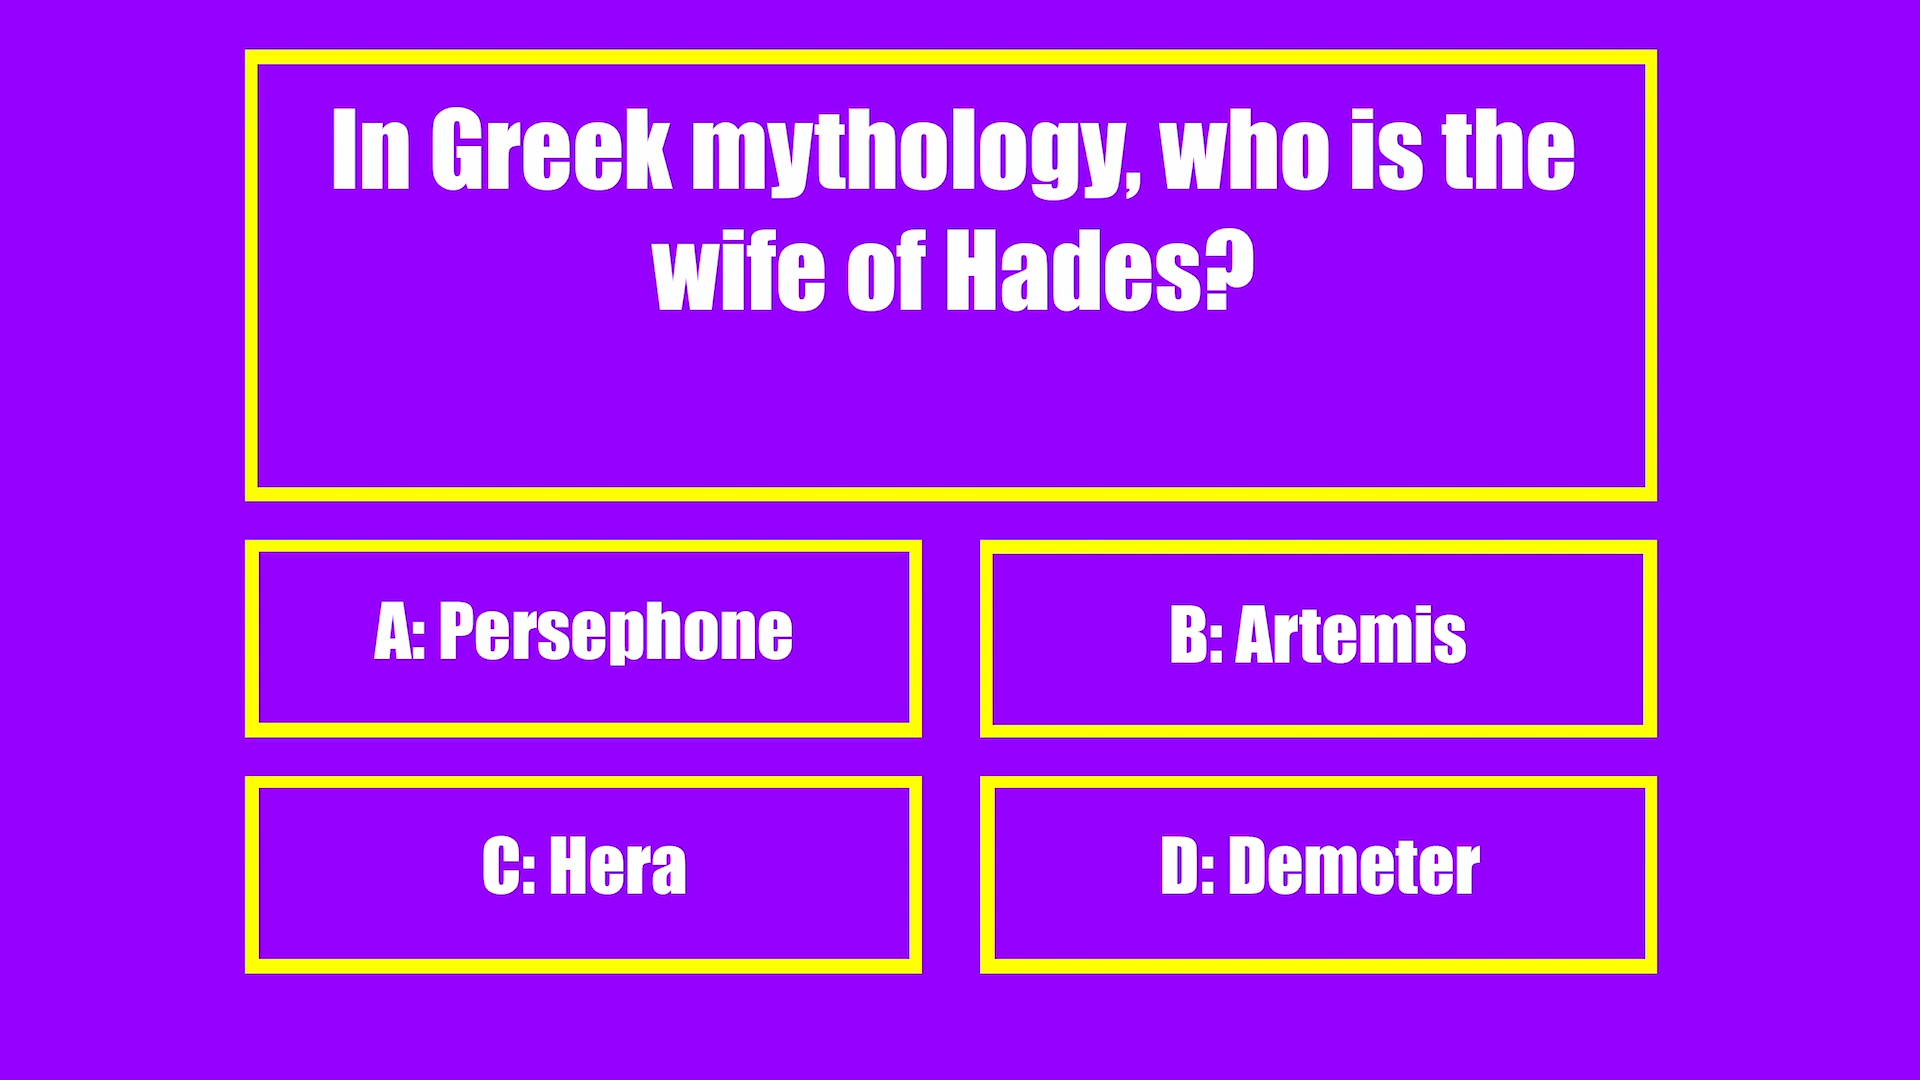 In Greek mythology, who is the
wife of Hades?
A: Persephone
B: Artemis
C: Hera
D: Demeter